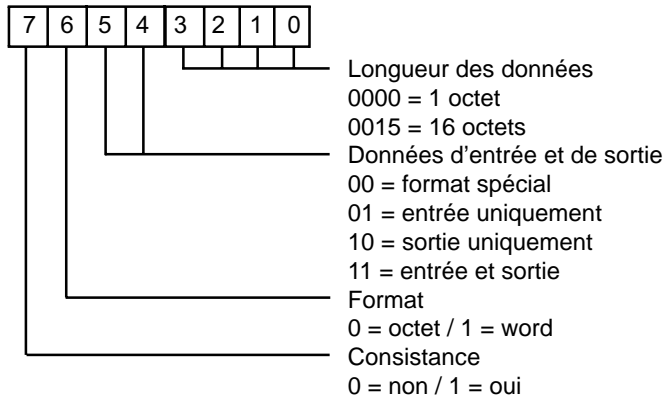 7 6 5 4 3 2 1 0
Longueur des données
0000 = 1 octet
0015 = 16 octets
Données d’entrée et de sortie
00 = format spécial
01 = entrée uniquement
10 = sortie uniquement
11 = entrée et sortie
Format
0 = octet / 1 = word
Consistance
0 = non / 1 = oui